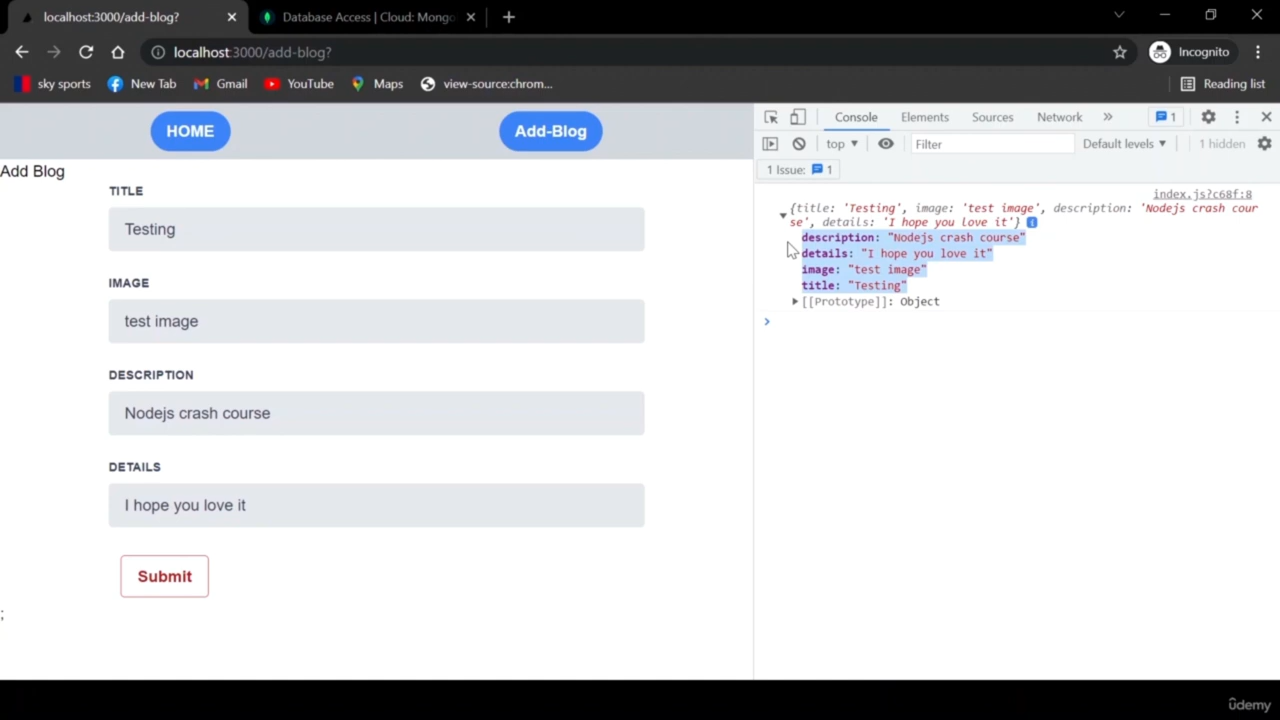 localhost:3000/add-blog?
Database Access | Cloud: Mongo
localhost:3000/add-blog?
Incognito
sky sports
New Tab
Gmail
YouTube
Maps
view-source:chrom...
Reading list
HOME
Add-Blog
Add Blog
TITLE
Testing
IMAGE
test image
DESCRIPTION
Nodejs crash course
DETAILS
I hope you love it
Submit
;
Console
Elements
Sources
Network
1
top
Filter
Default levels
1 hidden
1 Issue:
1
index.js?c68f:8
{title: 'Testing', image: 'test image', description: 'Nodejs crash cour
se', details: 'I hope you love it'}
description: "Nodejs crash course"
details: "I hope you love it"
image: "test image"
title: "Testing"
[[Prototype]]: Object
ûdemy